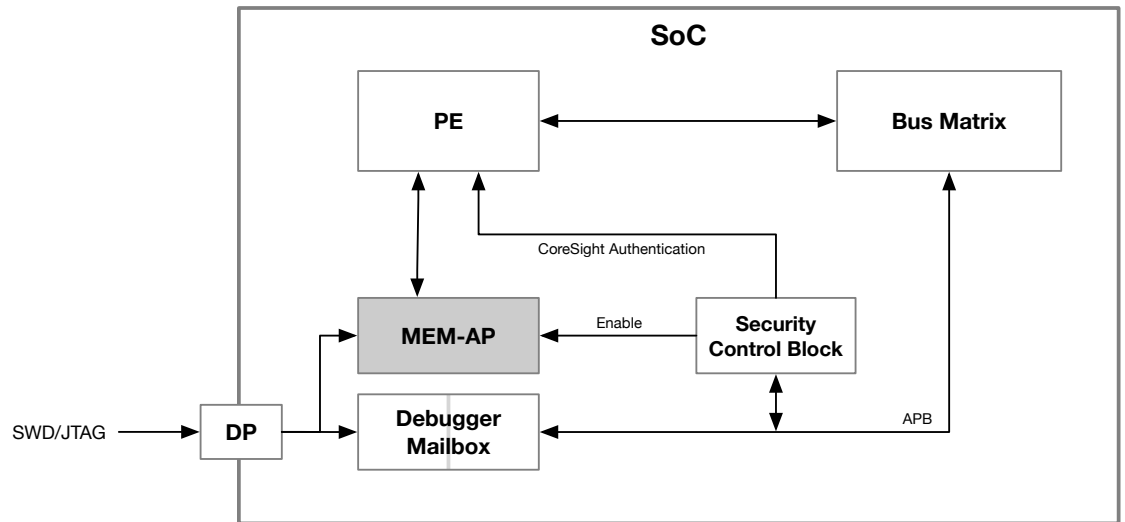 SoC
PE
Bus Matrix
CoreSight Authentication
MEM-AP
Enable
Security
Control Block
SWD/JTAG
DP
Debugger
Mailbox
APB